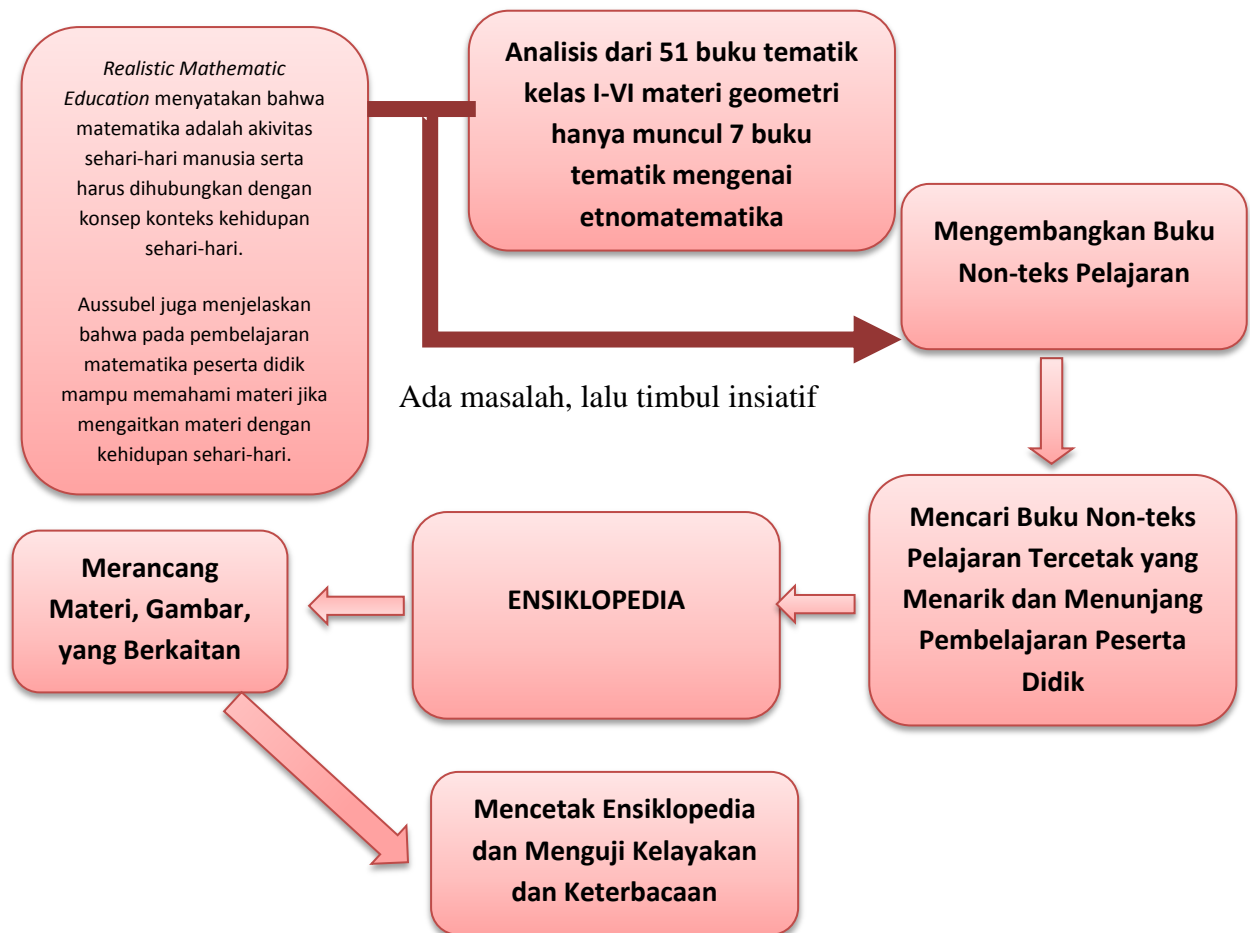 Realistic Mathematic
Education menyatakan bahwa
matematika adalah akivitas
sehari-hari manusia serta
harus dihubungkan dengan
konsep konteks kehidupan
sehari-hari.
Aussubel juga menjelaskan
bahwa pada pembelajaran
matematika peserta didik
mampu memahami materi jika
mengaitkan materi dengan
kehidupan sehari-hari.
Analisis dari 51 buku tematik
kelas I-VI materi geometri
hanya muncul 7 buku
tematik mengenai
etnomatematika
Mengembangkan Buku
Non-teks Pelajaran
Ada masalah, lalu timbul insiatif
Mencari Buku Non-teks
Pelajaran Tercetak yang
Menarik dan Menunjang
Pembelajaran Peserta
Didik
ENSIKLOPEDIA
Merancang
Materi, Gambar,
yang Berkaitan
Mencetak Ensiklopedia
dan Menguji Kelayakan
dan Keterbacaan